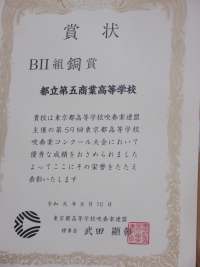 賞状
BII組 銅賞
都立第五商業高等学校
貴校は東京都高等学校吹奏楽連盟
主催の第59回東京都高等学校
吹奏楽コンクール大会において
優秀な成績をおさめられました
よってここにその栄誉をたたえ
表彰いたします
令和元年8月10日
東京都高等学校吹奏楽連盟
理事長 武田